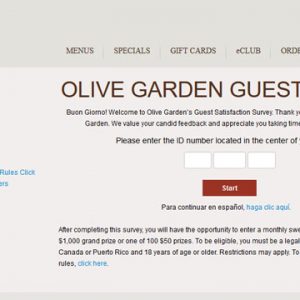 MENUS SPECIALS GIFT CARDS eCLUB ORDE
OLIVE GARDEN GUEST
Buon Giorno! Welcome to Olive Garden's Guest Satisfaction Survey. Thank you
Garden. We value your candid feedback and appreciate you taking time
Please enter the ID number located in the center of
Rules Click
ers
Start
Para continuar en español, haga clic aquí.
After completing this survey, you will have the opportunity to enter a monthly swe
$1,000 grand prize or one of 100 $50 prizes. To be eligible, you must be a legal
Canada or Puerto Rico and 18 years of age or older. Restrictions may apply. To
rules, click here.